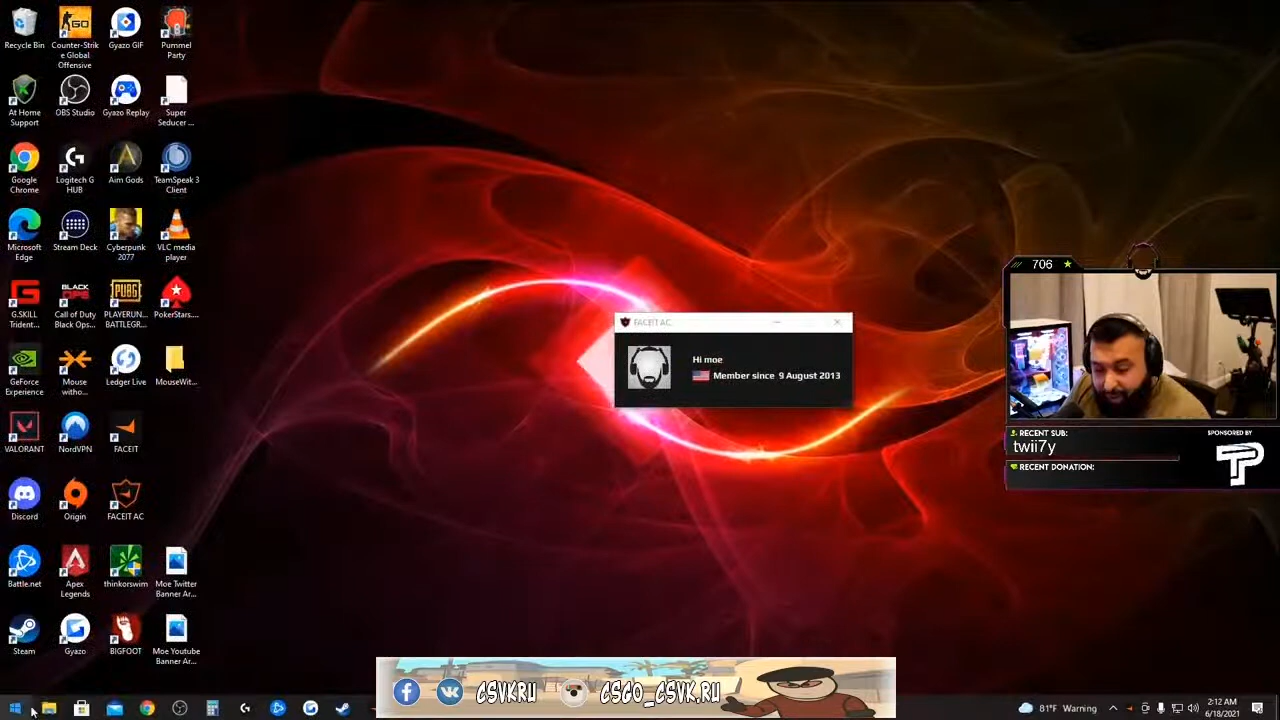 Recycle Bin
Counter-Strik
e Global
Offensive
Gyazo GIF
Pummel
Party
At Home
Support
OBS Studio
Gyazo Replay
Super
Seducer ...
Google
Chrome
Logitech G
HUB
Aim Gods
TeamSpeak 3
Client
Microsoft
Edge
Stream Deck
Cyberpunk
2077
VLC media
player
G.SKILL
Trident...
BLACK
OPS
Call of Duty
Black Ops...
PUBG
PLAYERUN...
BATTLEGR...
PokerStars....
GeForce
Experience
Mouse
witho...
Ledger Live
MouseWit...
VALORANT
NordVPN
FACEIT
Discord
Origin
FACEIT AC
Battle.net
Apex
Legends
thinkorswim
Moe Twitter
Banner Ar...
Steam
Gyazo
BIGFOOT
Moe Youtube
Banner Ar...
FACEIT AC
Hi moe
Member since 9 August 2013
706
RECENT SUB:
twii7y
RECENT DONATION:
SPONSORED BY
TP
CSVKRU
CSGO_CSVK.RU
81°F Warning
2:12 AM
6/18/2021